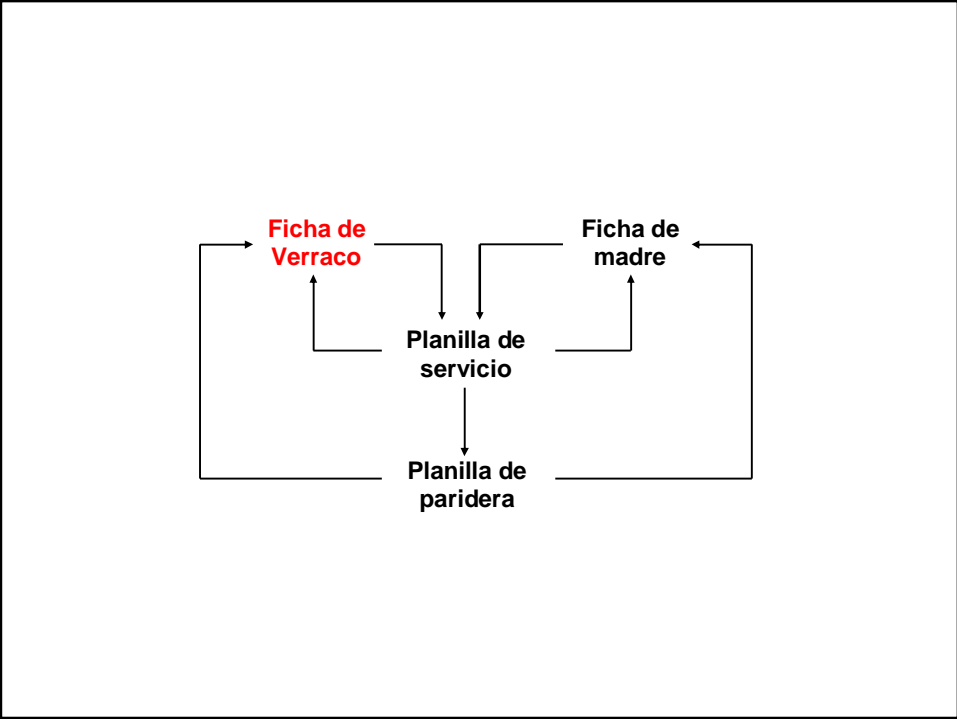 Ficha de
Verraco
Ficha de
madre
Planilla de
servicio
Planilla de
paridera